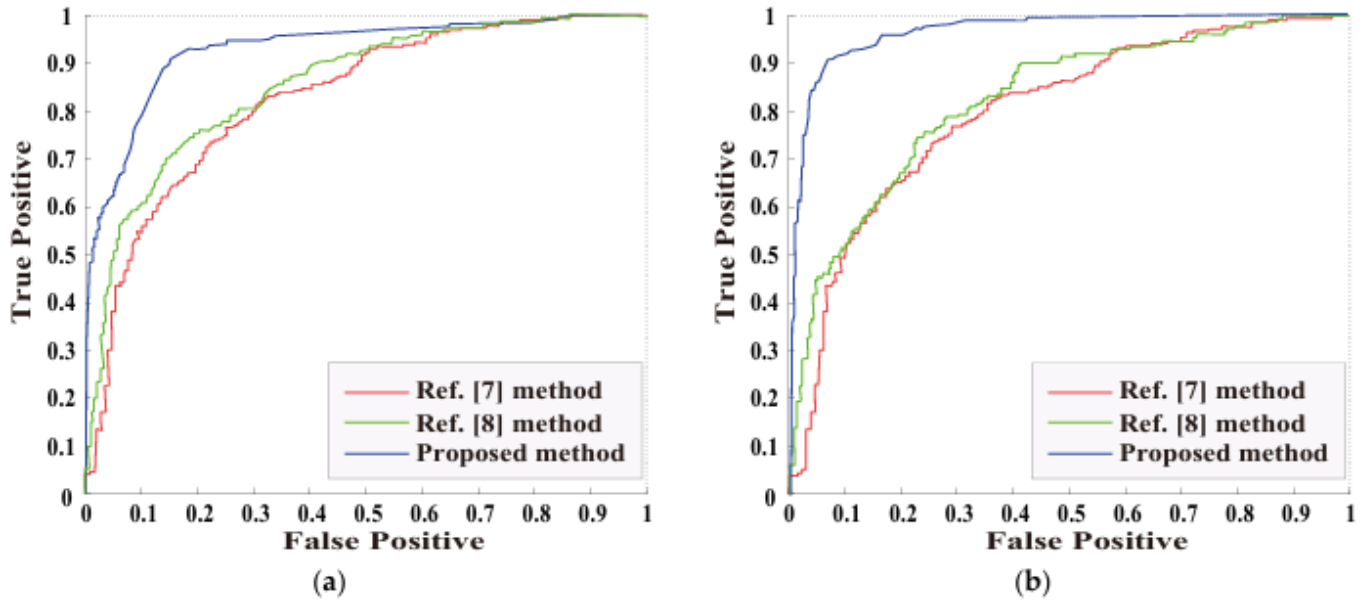 1
0.9
0.8
0.7
0.6
0.5
0.4
0.3
0.2
0.1
0
True Positive
Ref. [7] method
Ref. [8] method
Proposed method
0 0.1 0.2 0.3 0.4 0.5 0.6 0.7 0.8 0.9 1
False Positive
(a)
1
0.9
0.8
0.7
0.6
0.5
0.4
0.3
0.2
0.1
0
True Positive
Ref. [7] method
Ref. [8] method
Proposed method
0 0.1 0.2 0.3 0.4 0.5 0.6 0.7 0.8 0.9 1
False Positive
(b)